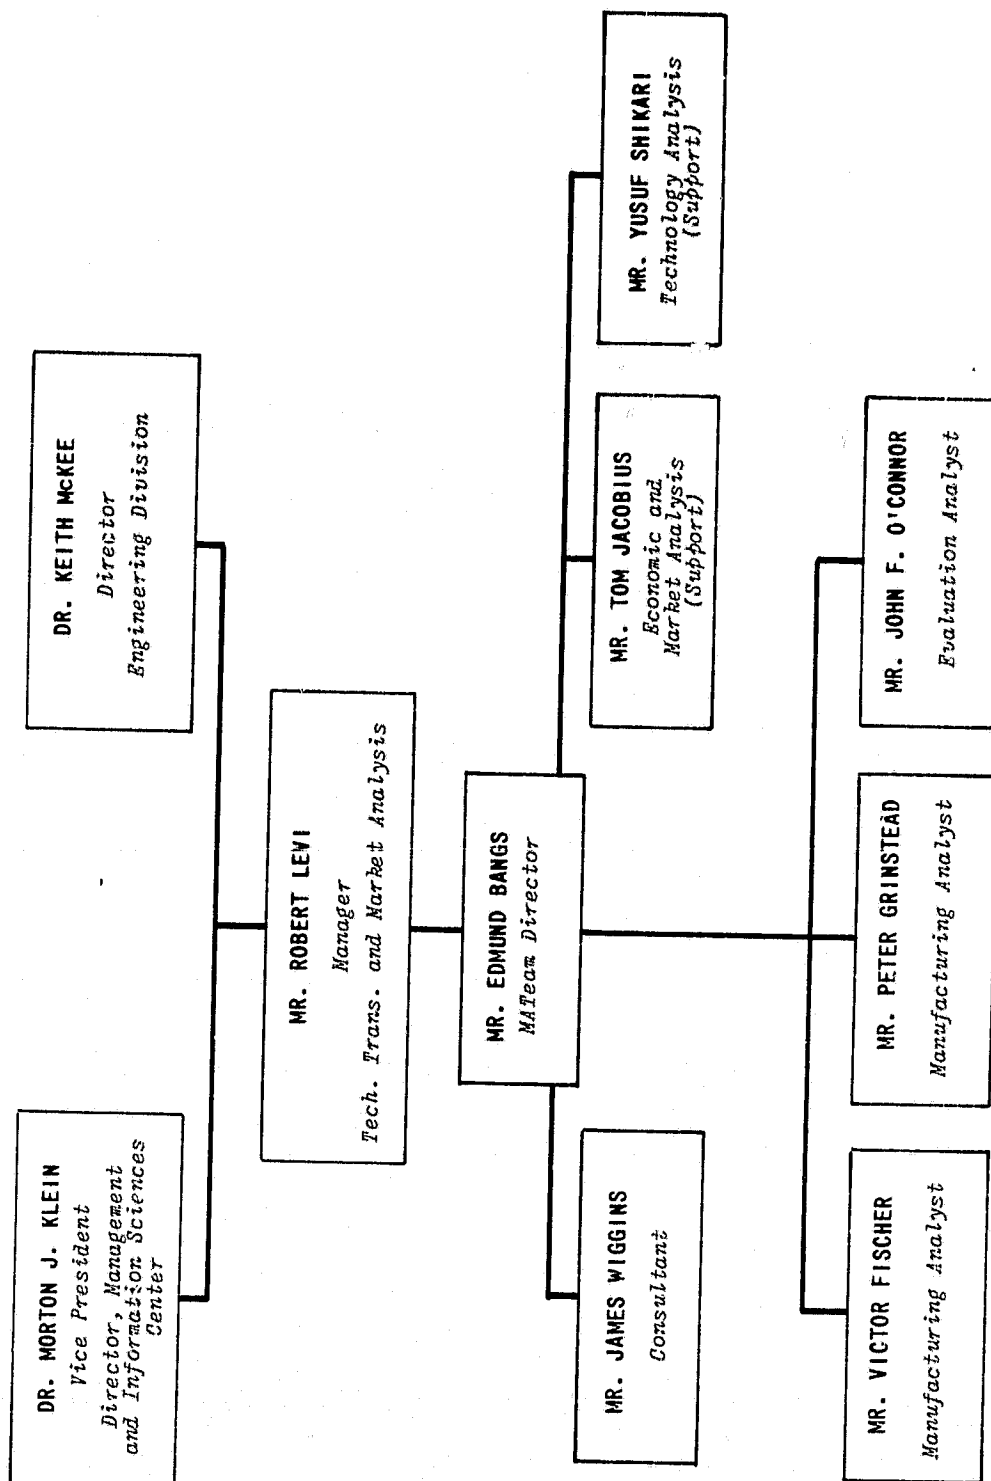 DR. MORTON J. KLEIN
Vice President
Director, Management
and Information Sciences
Center
DR. KEITH McKEE
Director
Engineering Division
MR. ROBERT LEVI
Manager
Tech. Trans. and Market Analysis
MR. EDMUND BANGS
MATeam Director
MR. JAMES WIGGINS
Consultant
MR. TOM JACOBIUS
Economic and
Market Analysis
(Support)
MR. YUSUF SHIKARI
Technology Analysis
(Support)
MR. VICTOR FISCHER
Manufacturing Analyst
MR. PETER GRINSTEAD
Manufacturing Analyst
MR. JOHN F. O'CONNOR
Evaluation Analyst